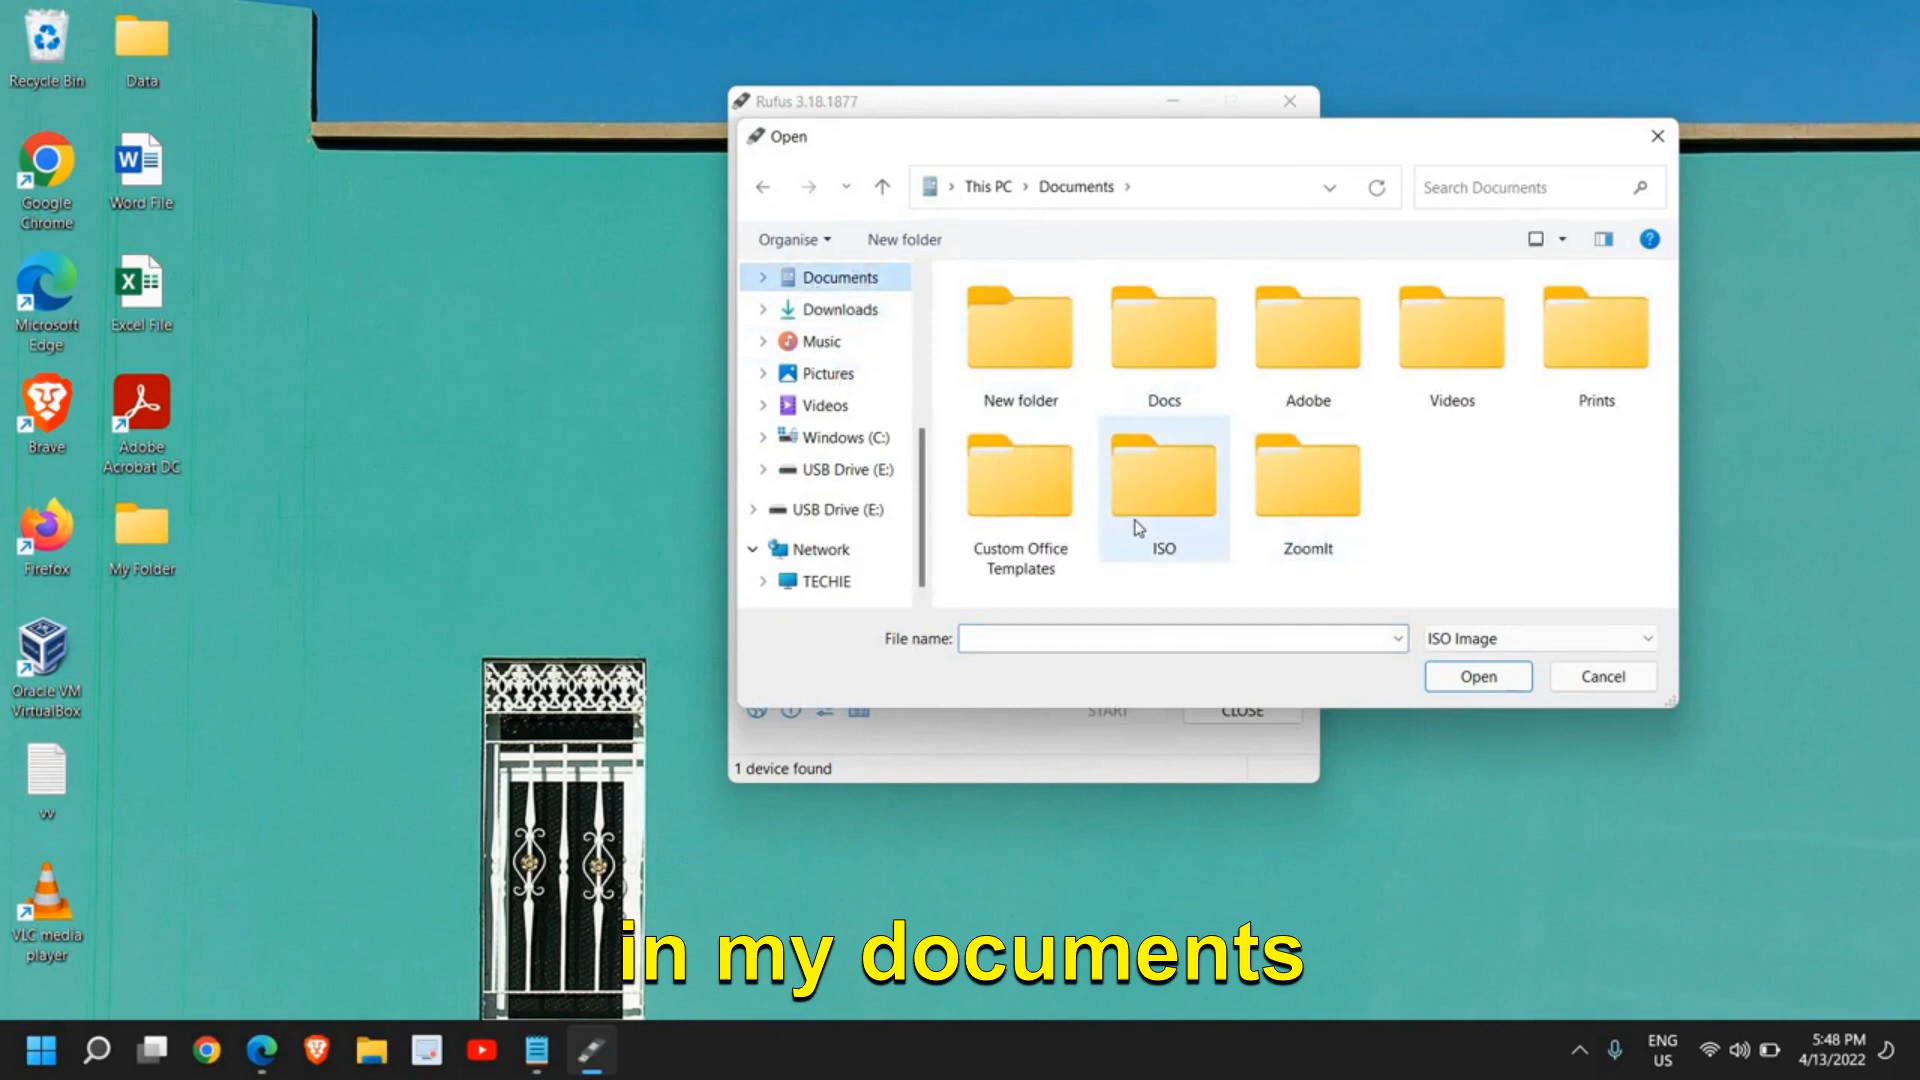 Recycle Bin
Data
Google
Chrome
Word File
Microsoft
Edge
Excel File
Brave
Adobe
Acrobat DC
Firefox
My Folder
Oracle VM
VirtualBox
vv
VLC media
player
Rufus 3.18.1877
Open
This PC
Documents
Search Documents
Organise
New folder
Documents
Downloads
Music
Pictures
Videos
Windows (C:)
USB Drive (E:)
USB Drive (E:)
Network
TECHIE
New folder
Docs
Adobe
Videos
Prints
Custom Office
Templates
ISO
ZoomIt
File name:
ISO Image
Open
Cancel
START
CLOSE
1 device found
in my documents
ENG
US
5:48 PM
4/13/2022